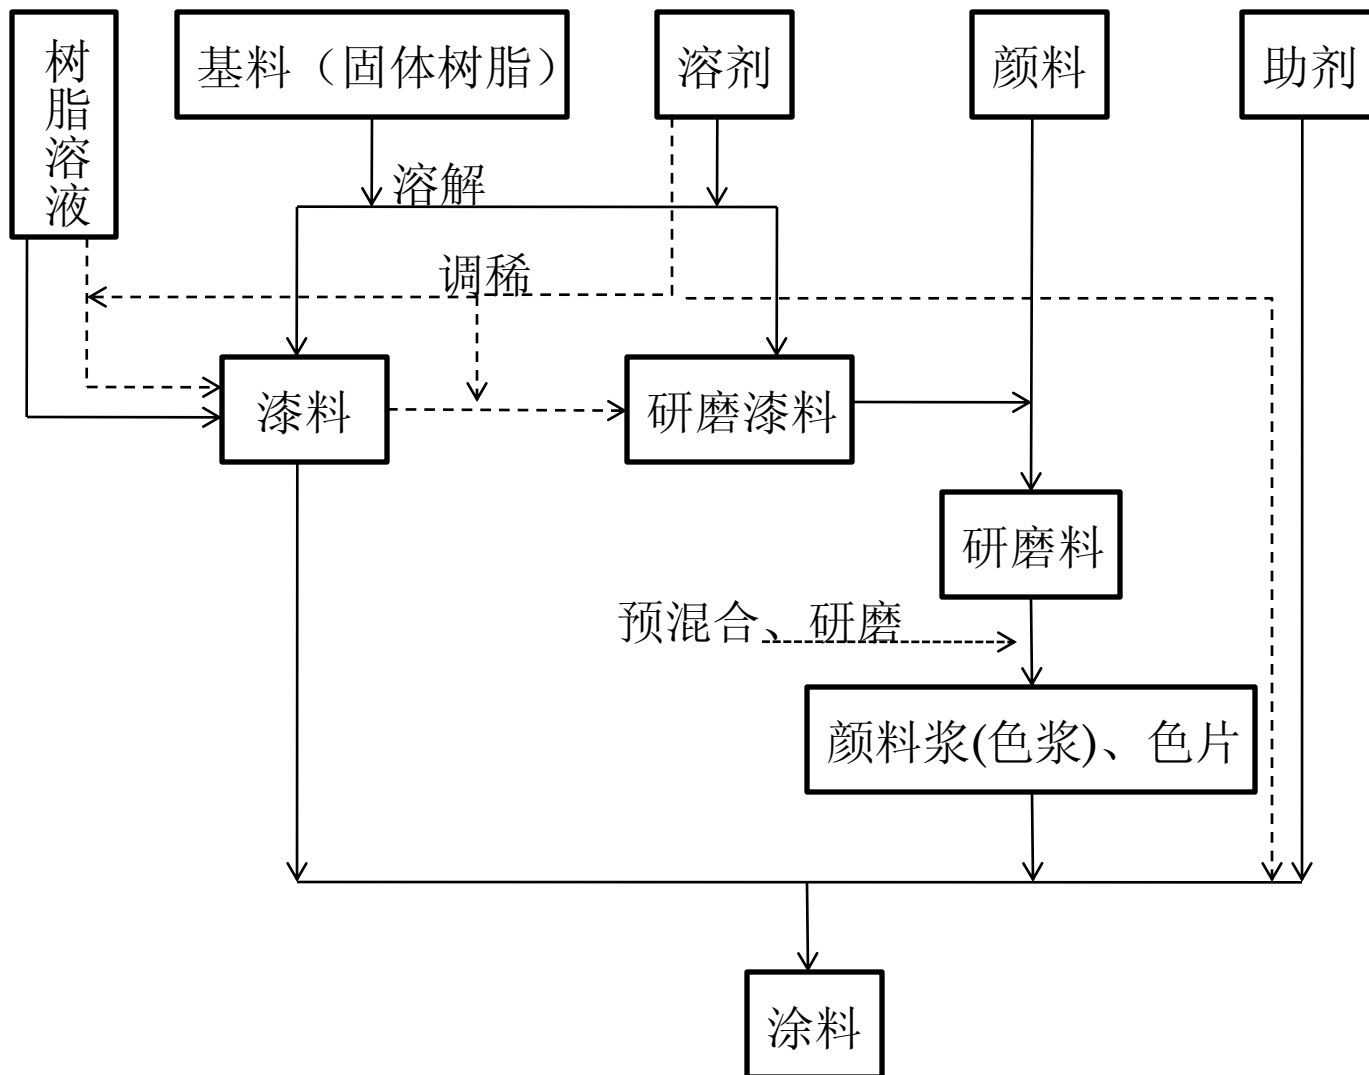 树脂溶液
基料（固体树脂）
溶剂
颜料
助剂
溶解
调稀
漆料
研磨漆料
研磨料
预混合、研磨
颜料浆(色浆)、色片
涂料